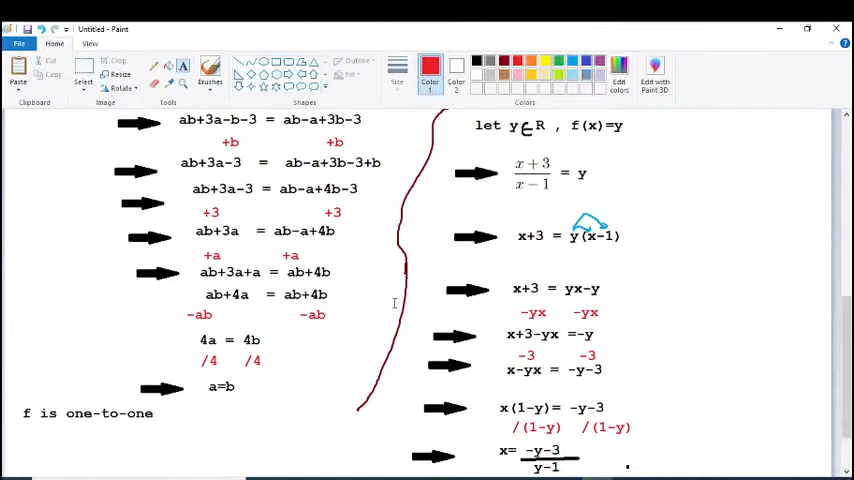 Untitled - Paint
File Home View
Paste
Cut
Copy
Clipboard
Select
Crop
Resize
Rotate
Image
A
Tools
Brushes
Shapes
Outline
Fill
Size
Color 1
Color 2
Colors
Edit colors
Edit with Paint 3D
ab+3a-b-3 = ab-a+3b-3
+b +b
ab+3a-3 = ab-a+3b-3+b
ab+3a-3 = ab-a+4b-3
+3 +3
ab+3a = ab-a+4b
+a +a
ab+3a+a = ab+4b
ab+4a = ab+4b
-ab -ab
4a = 4b
/4 /4
a=b
f is one-to-one
let y∈R , f(x)=y
x+3
x-1
= y
x+3 = y(x-1)
x+3 = yx-y
-yx -yx
x+3-yx =-y
-3 -3
x-yx = -y-3
x(1-y)= -y-3
/(1-y) /(1-y)
x= -y-3
y-1